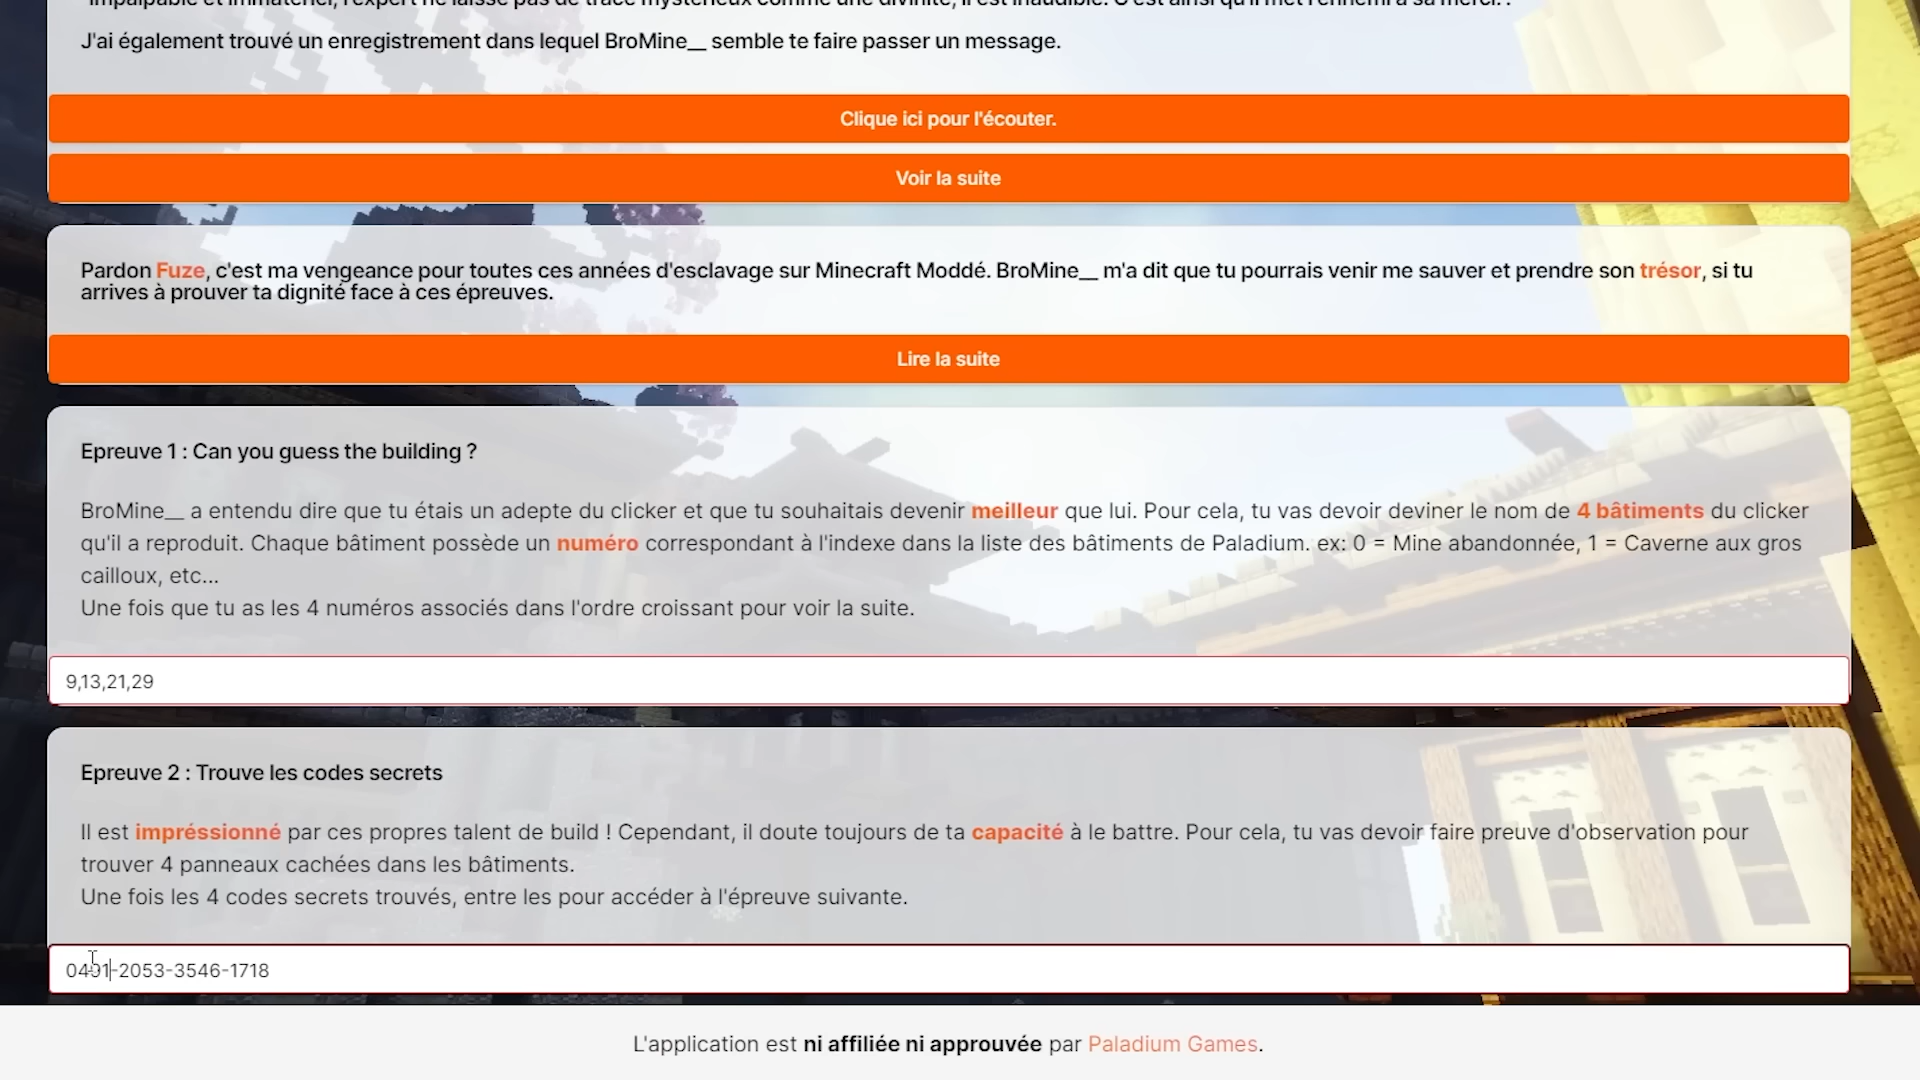 J'ai également trouvé un enregistrement dans lequel BroMine__ semble te faire passer un message.
Clique ici pour l'écouter.
Voir la suite
Pardon Fuze, c'est ma vengeance pour toutes ces années d'esclavage sur Minecraft Moddé. BroMine__ m'a dit que tu pourrais venir me sauver et prendre son trésor, si tu
arrives à prouver ta dignité face à ces épreuves.
Lire la suite
Epreuve 1 : Can you guess the building ?
BroMine__ a entendu dire que tu étais un adepte du clicker et que tu souhaitais devenir meilleur que lui. Pour cela, tu vas devoir deviner le nom de 4 bâtiments du clicker
qu'il a reproduit. Chaque bâtiment possède un numéro correspondant à l'indexe dans la liste des bâtiments de Paladium. ex: 0 = Mine abandonnée, 1 = Caverne aux gros
cailloux, etc...
Une fois que tu as les 4 numéros associés dans l'ordre croissant pour voir la suite.
9,13,21,29
Epreuve 2 : Trouve les codes secrets
Il est impréssionné par ces propres talent de build ! Cependant, il doute toujours de ta capacité à le battre. Pour cela, tu vas devoir faire preuve d'observation pour
trouver 4 panneaux cachées dans les bâtiments.
Une fois les 4 codes secrets trouvés, entre les pour accéder à l'épreuve suivante.
0491-2053-3546-1718
L'application est ni affiliée ni approuvée par Paladium Games.